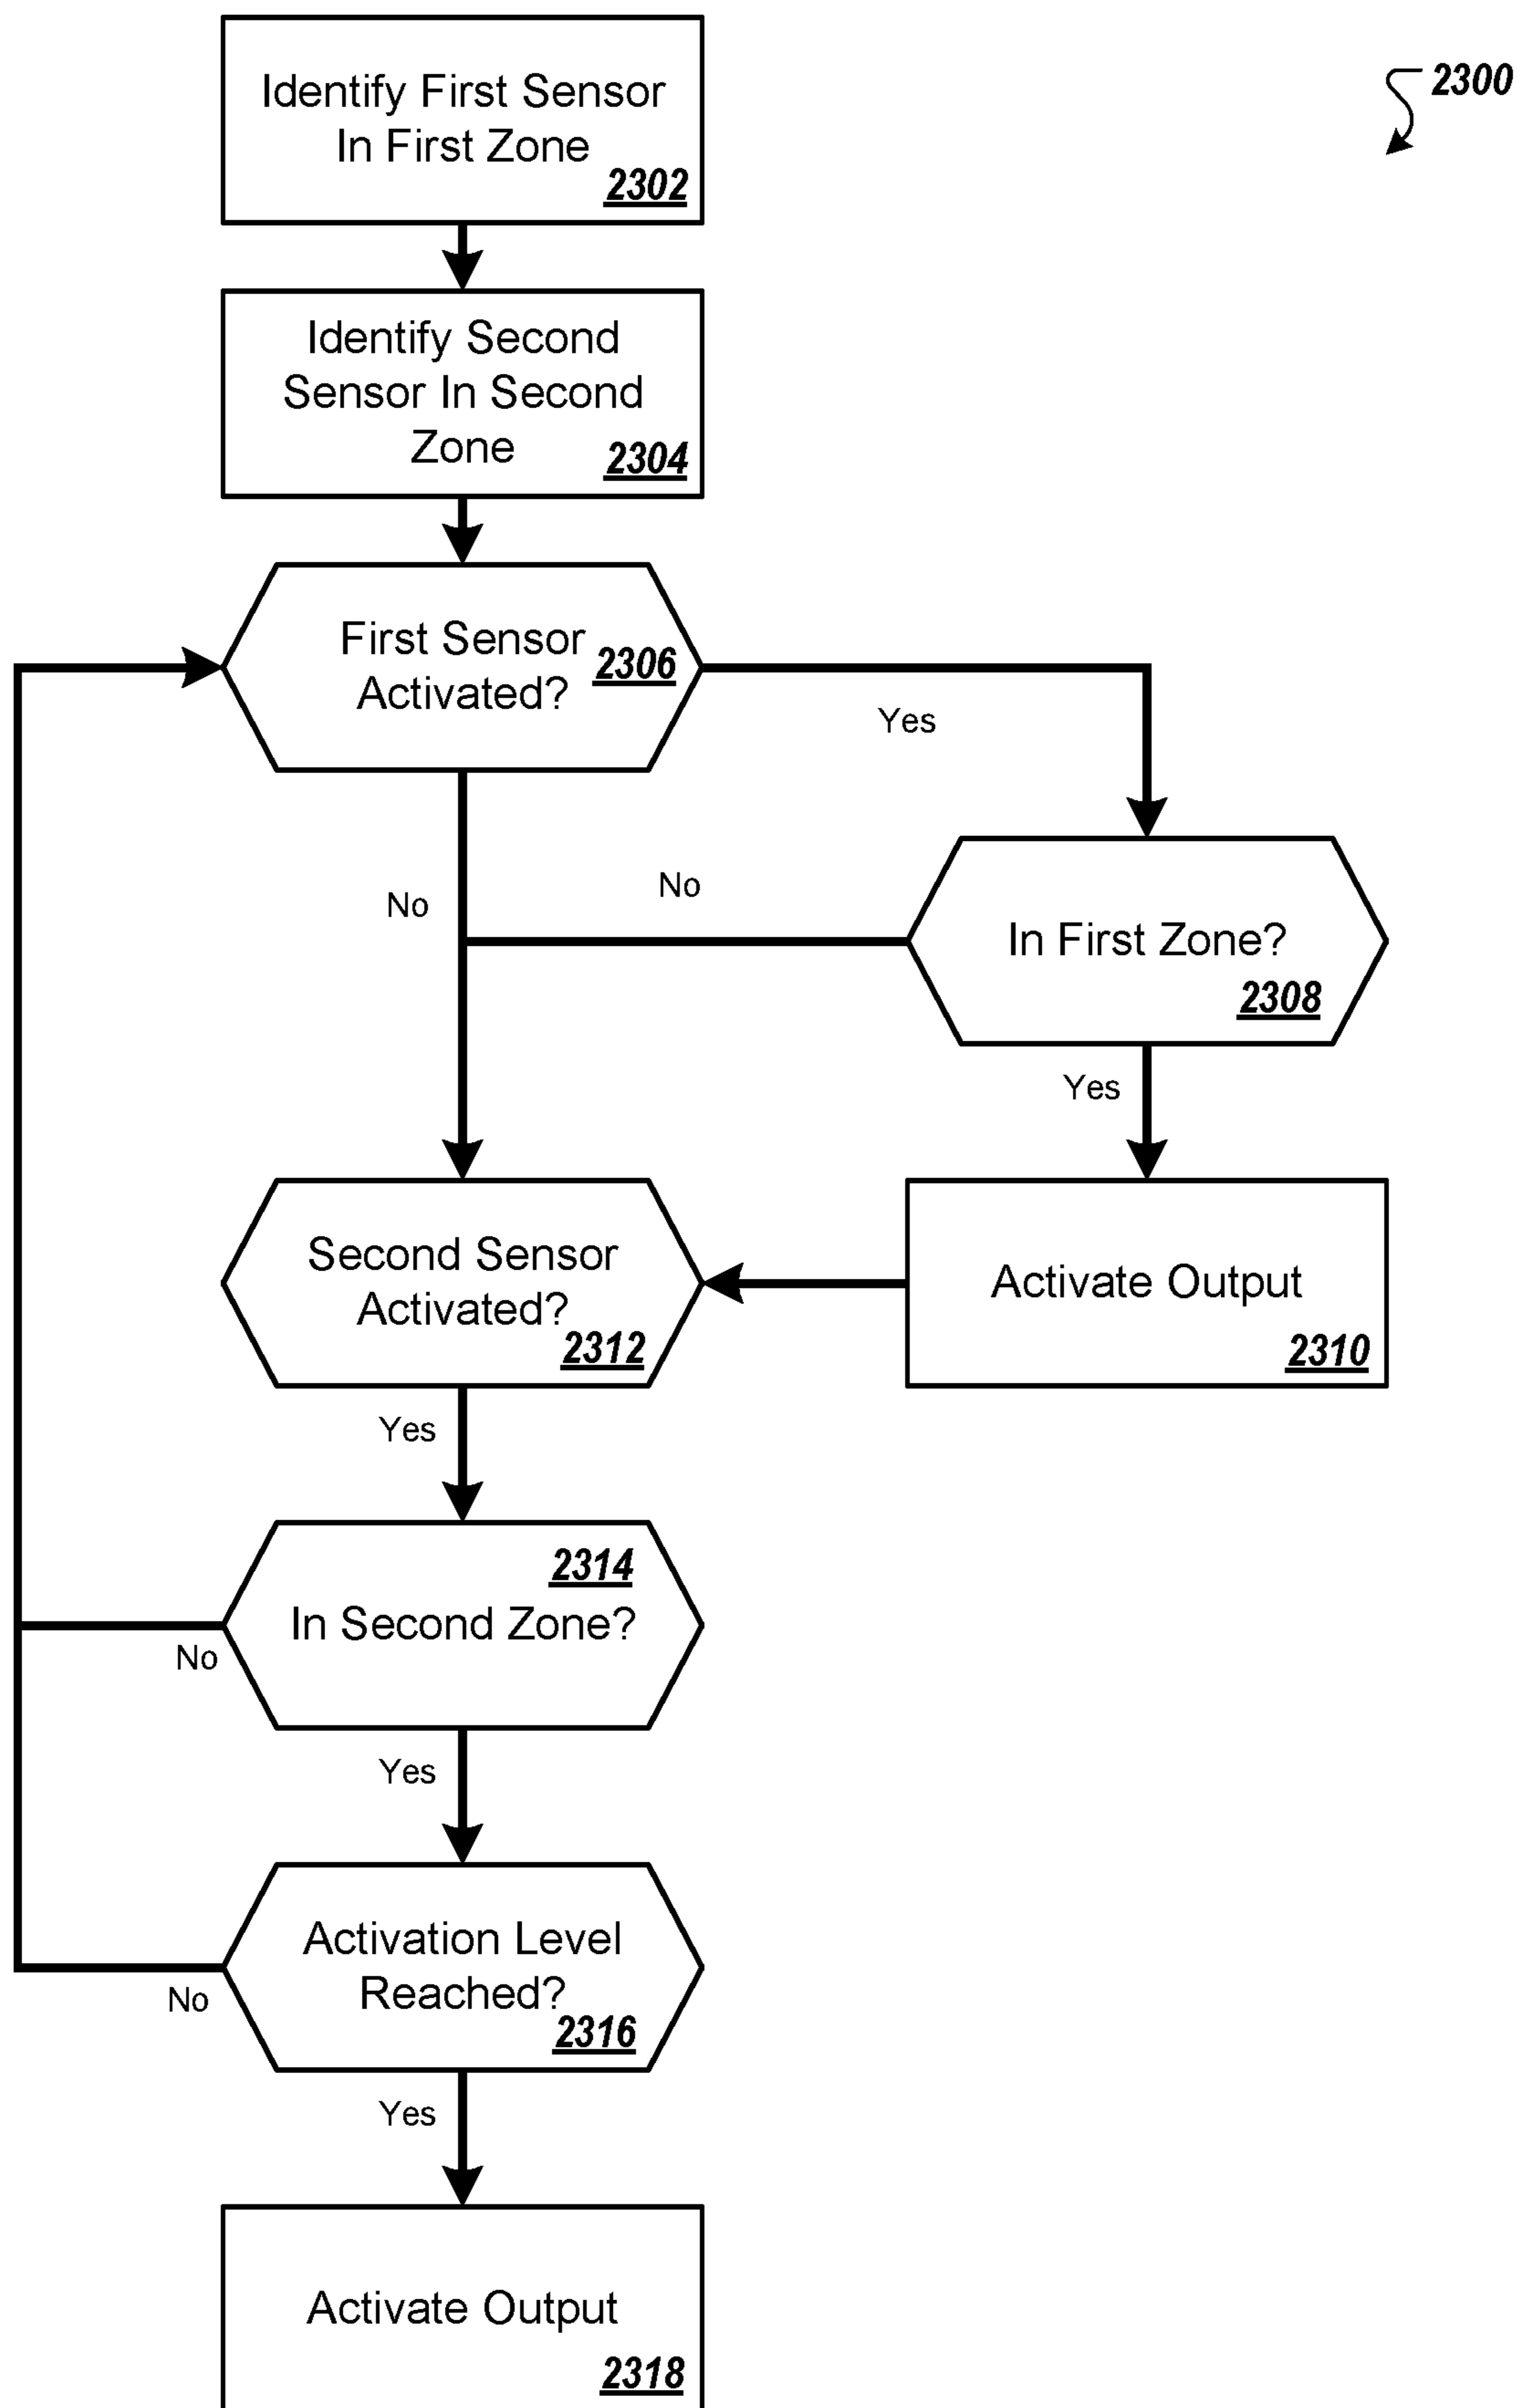 2300
Identify First Sensor
In First Zone
2302
Identify Second
Sensor In Second
Zone
2304
First Sensor
Activated?
2306
Yes
No
No
In First Zone?
2308
Yes
Second Sensor
Activated?
2312
Activate Output
2310
Yes
2314
In Second Zone?
No
Yes
Activation Level
Reached?
2316
No
Yes
Activate Output
2318